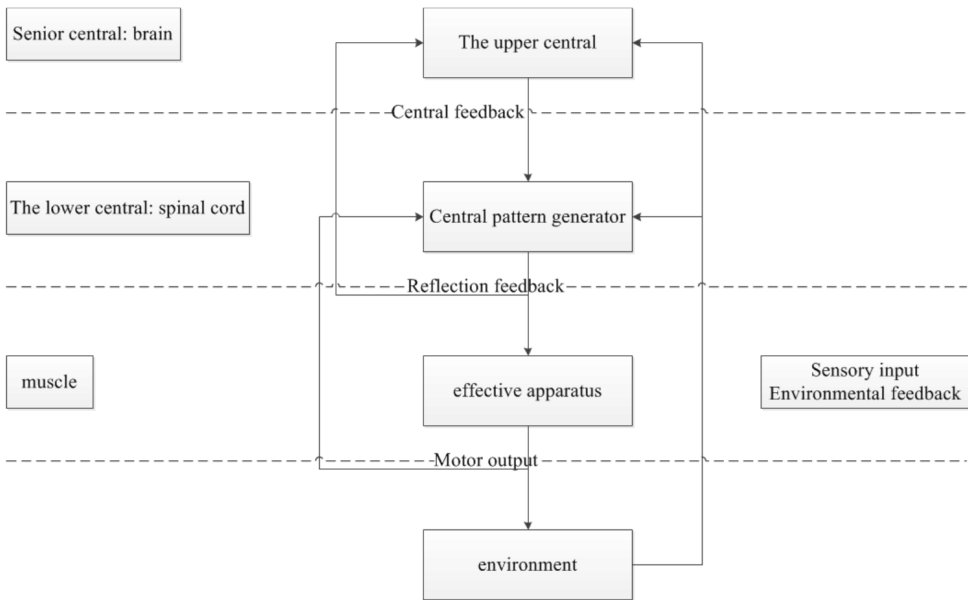 Senior central: brain
The upper central
Central feedback
The lower central: spinal cord
Central pattern generator
Reflection feedback
muscle
effective apparatus
Sensory input
Environmental feedback
Motor output
environment